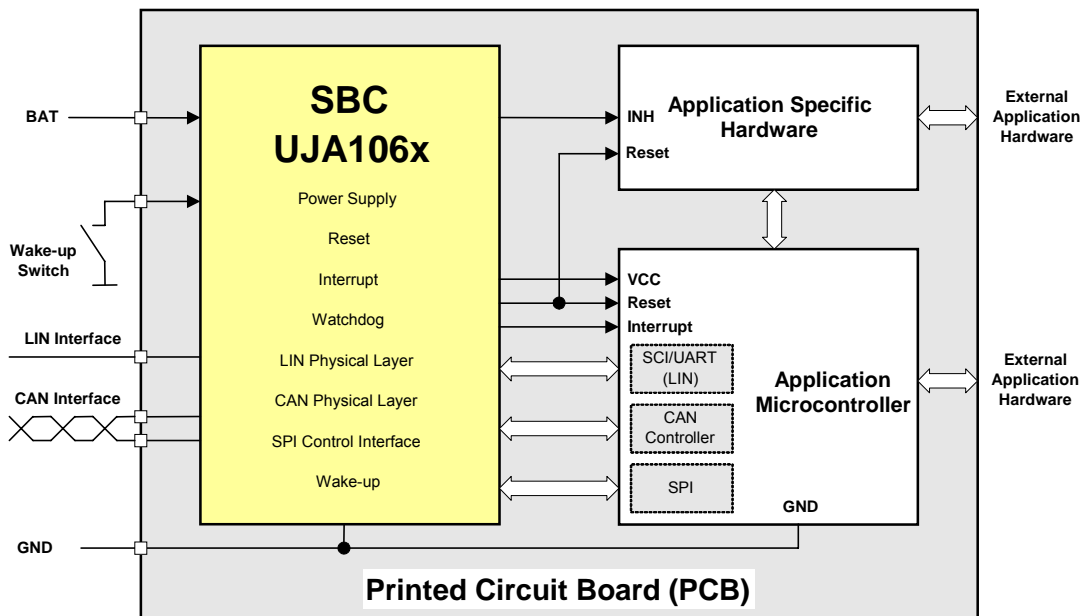 BAT
Wake-up
Switch
LIN Interface
CAN Interface
GND
SBC
UJA106x
Power Supply
Reset
Interrupt
Watchdog
LIN Physical Layer
CAN Physical Layer
SPI Control Interface
Wake-up
INH
Reset
Application Specific
Hardware
VCC
Reset
Interrupt
SCI/UART
(LIN)
CAN
Controller
SPI
Application
Microcontroller
GND
External
Application
Hardware
External
Application
Hardware
Printed Circuit Board (PCB)